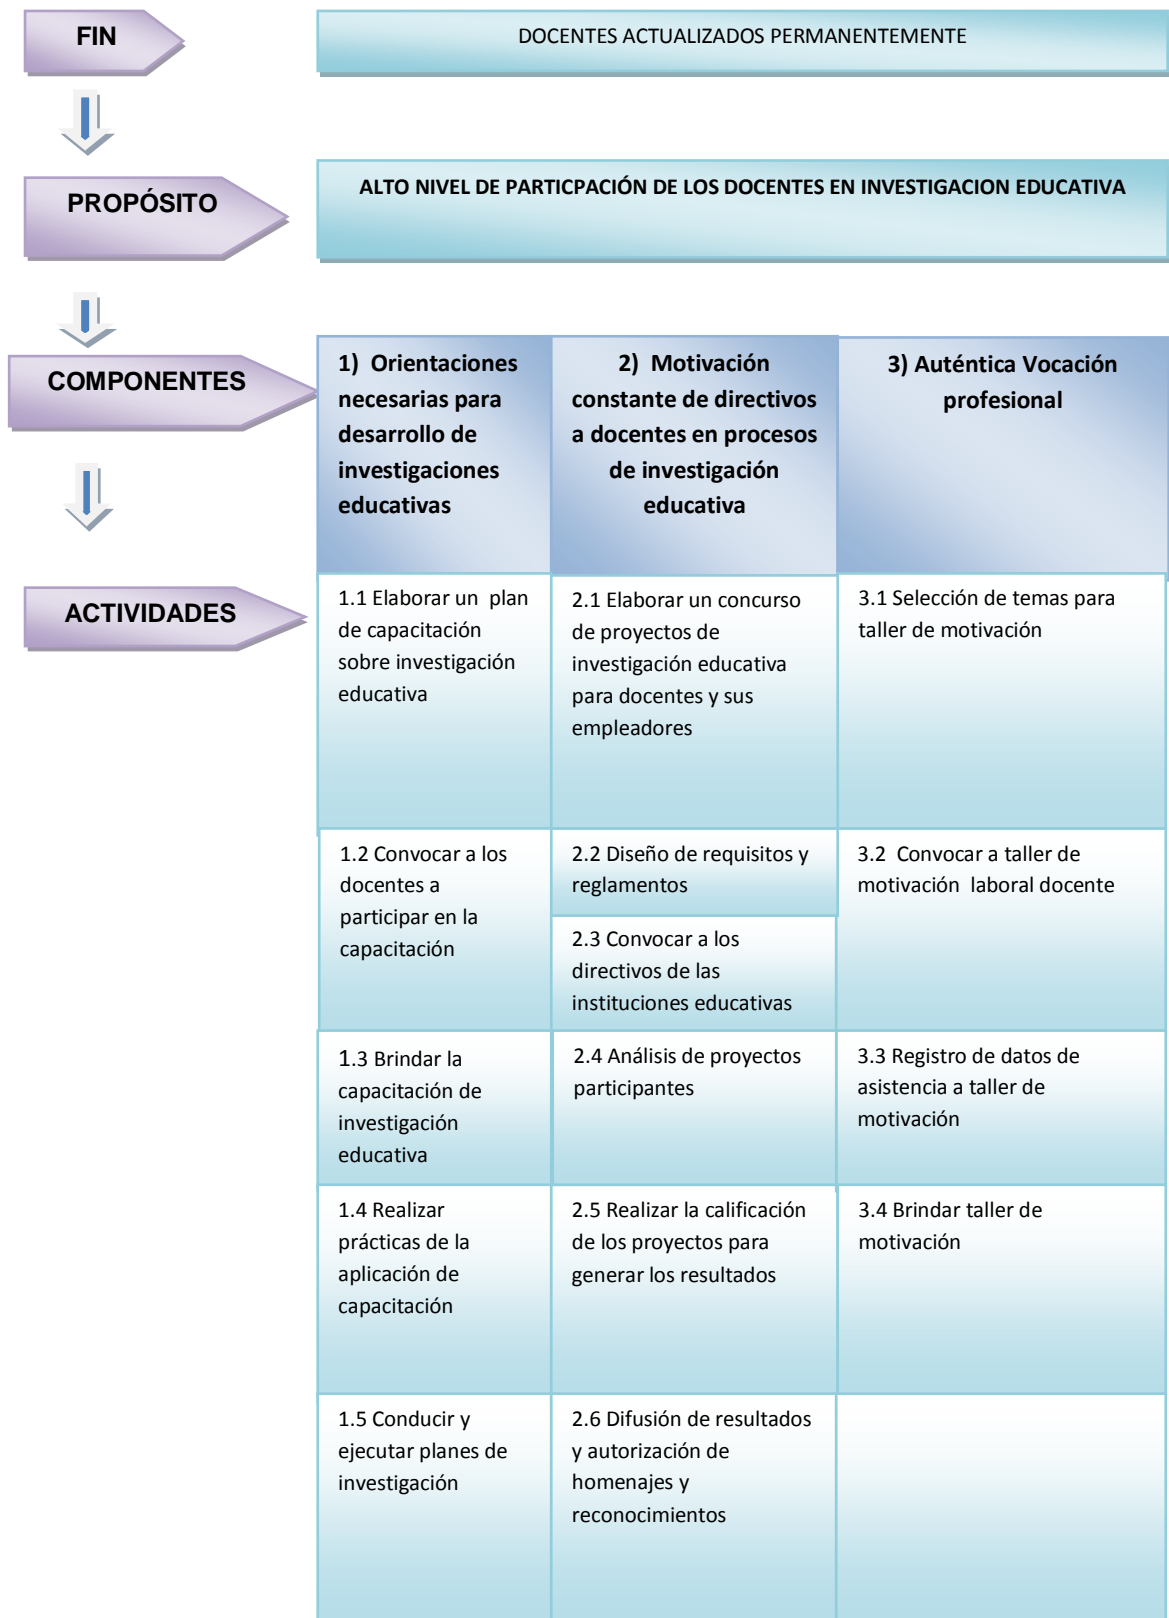 FIN
DOCENTES ACTUALIZADOS PERMANENTEMENTE
PROPÓSITO
ALTO NIVEL DE PARTICPACIÓN DE LOS DOCENTES EN INVESTIGACION EDUCATIVA
COMPONENTES
1) Orientaciones
necesarias para
desarrollo de
investigaciones
educativas
2) Motivación
constante de directivos
a docentes en procesos
de investigación
educativa
3) Auténtica Vocación
profesional
ACTIVIDADES
1.1 Elaborar un plan
de capacitación
sobre investigación
educativa
2.1 Elaborar un concurso
de proyectos de
investigación educativa
para docentes y sus
empleadores
3.1 Selección de temas para
taller de motivación
1.2 Convocar a los
docentes a
participar en la
capacitación
2.2 Diseño de requisitos y
reglamentos
2.3 Convocar a los
directivos de las
instituciones educativas
3.2 Convocar a taller de
motivación laboral docente
1.3 Brindar la
capacitación de
investigación
educativa
2.4 Análisis de proyectos
participantes
3.3 Registro de datos de
asistencia a taller de
motivación
1.4 Realizar
prácticas de la
aplicación de
capacitación
2.5 Realizar la calificación
de los proyectos para
generar los resultados
3.4 Brindar taller de
motivación
1.5 Conducir y
ejecutar planes de
investigación
2.6 Difusión de resultados
y autorización de
homenajes y
reconocimientos